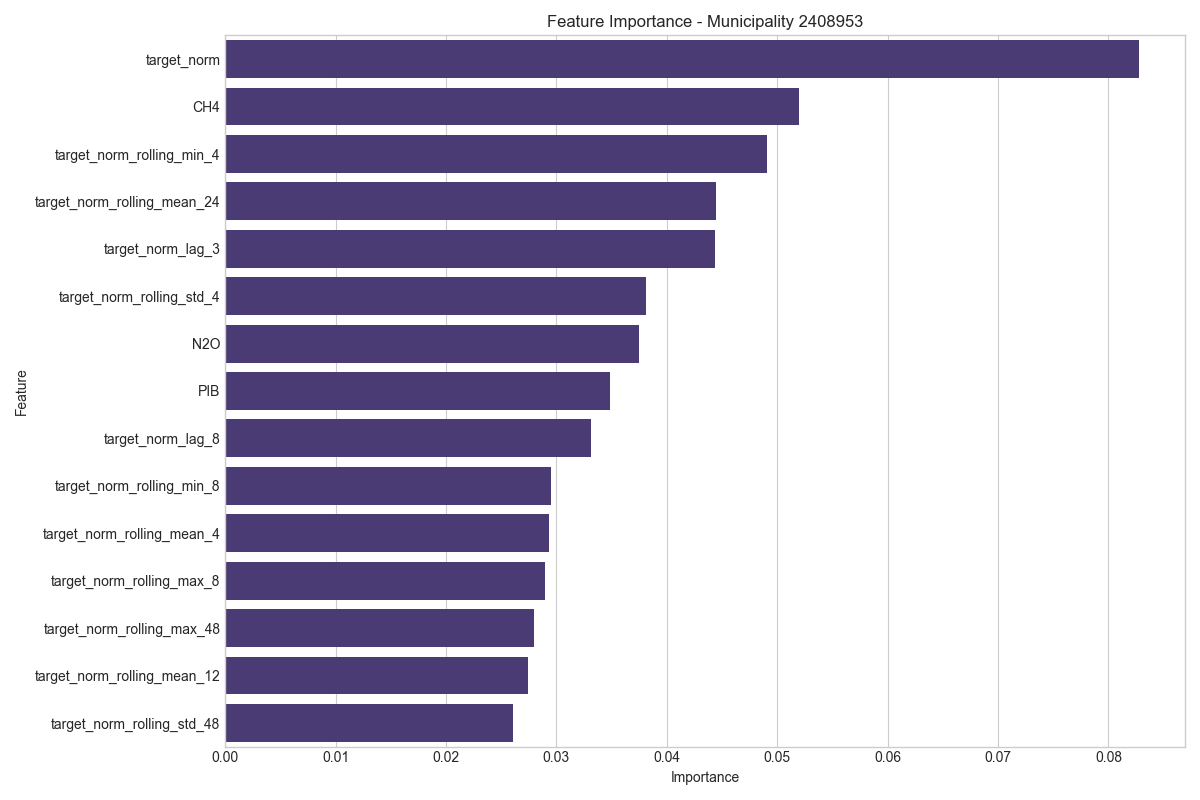 Feature Importance - Municipality 2408953
target_norm
CH4
target_norm_rolling_min_4
target_norm_rolling_mean_24
target_norm_lag_3
target_norm_rolling_std_4
N2O
PIB
target_norm_lag_8
target_norm_rolling_min_8
target_norm_rolling_mean_4
target_norm_rolling_max_8
target_norm_rolling_max_48
target_norm_rolling_mean_12
target_norm_rolling_std_48
Feature
0.00 0.01 0.02 0.03 0.04 0.05 0.06 0.07 0.08
Importance